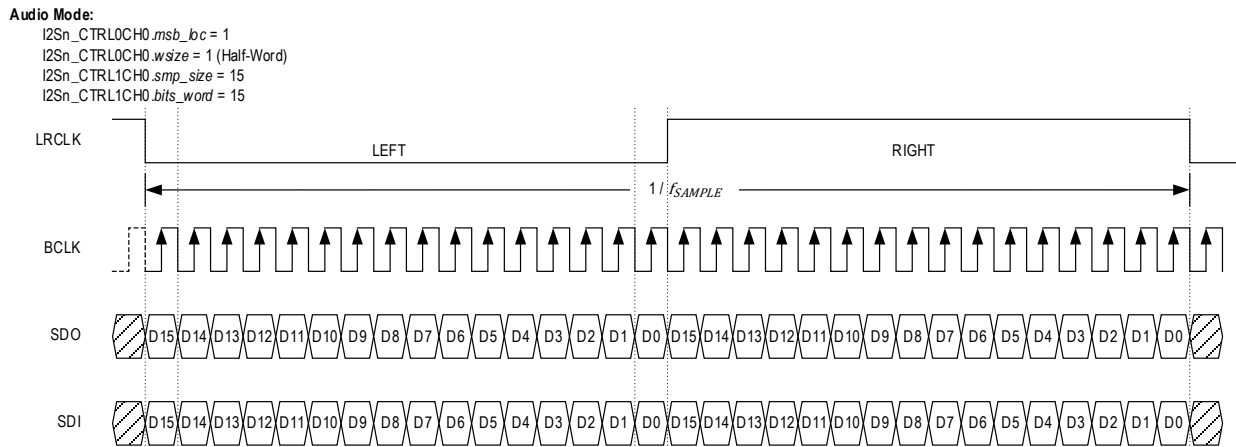 Audio Mode:
I2Sn_CTRL0CH0.msb_loc = 1
I2Sn_CTRL0CH0.wsize = 1 (Half-Word)
I2Sn_CTRL1CH0.smp_size = 15
I2Sn_CTRL1CH0.bits_word = 15
LRCLK LEFT RIGHT
1 / fSAMPLE
BCLK
SDO D15 D14 D13 D12 D11 D10 D9 D8 D7 D6 D5 D4 D3 D2 D1 D0 D15 D14 D13 D12 D11 D10 D9 D8 D7 D6 D5 D4 D3 D2 D1 D0
SDI D15 D14 D13 D12 D11 D10 D9 D8 D7 D6 D5 D4 D3 D2 D1 D0 D15 D14 D13 D12 D11 D10 D9 D8 D7 D6 D5 D4 D3 D2 D1 D0